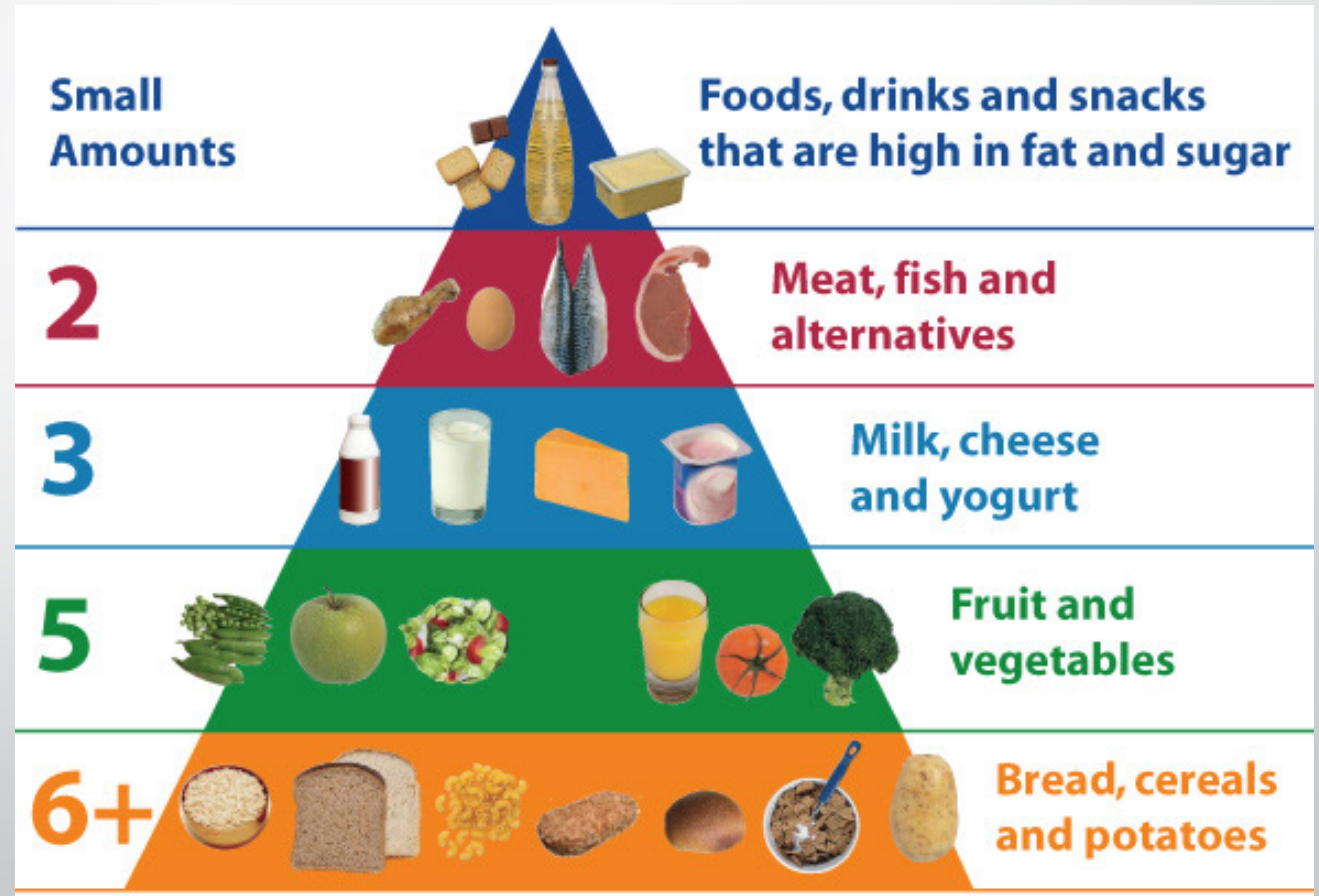 Small
Amounts
Foods, drinks and snacks
that are high in fat and sugar
2
Meat, fish and
alternatives
3
Milk, cheese
and yogurt
5
Fruit and
vegetables
6+
Bread, cereals
and potatoes